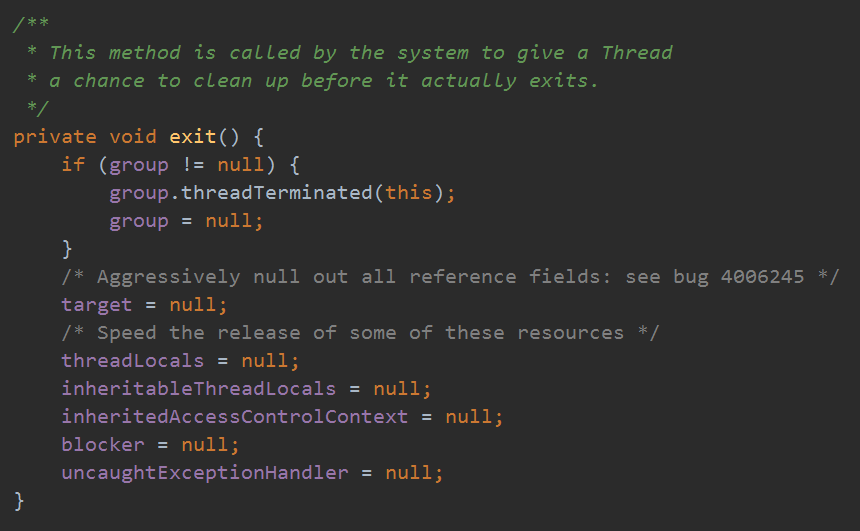 /**
 * This method is called by the system to give a Thread
 * a chance to clean up before it actually exits.
 */
private void exit() {
    if (group != null) {
        group.threadTerminated(this);
        group = null;
    }
    /* Aggressively null out all reference fields: see bug 4006245 */
    target = null;
    /* Speed the release of some of these resources */
    threadLocals = null;
    inheritableThreadLocals = null;
    inheritedAccessControlContext = null;
    blocker = null;
    uncaughtExceptionHandler = null;
}